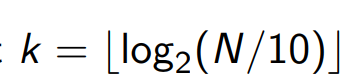 : k = ⌊log₂(N/10)⌋